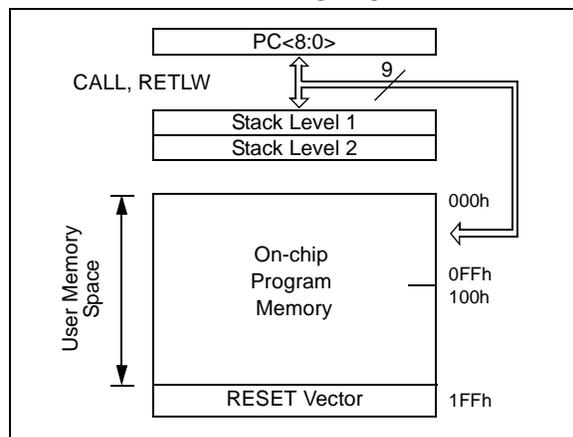 PC<8:0>
9
CALL, RETLW
Stack Level 1
Stack Level 2
000h
User Memory
Space
On-chip
Program
Memory
0FFh
100h
RESET Vector
1FFh